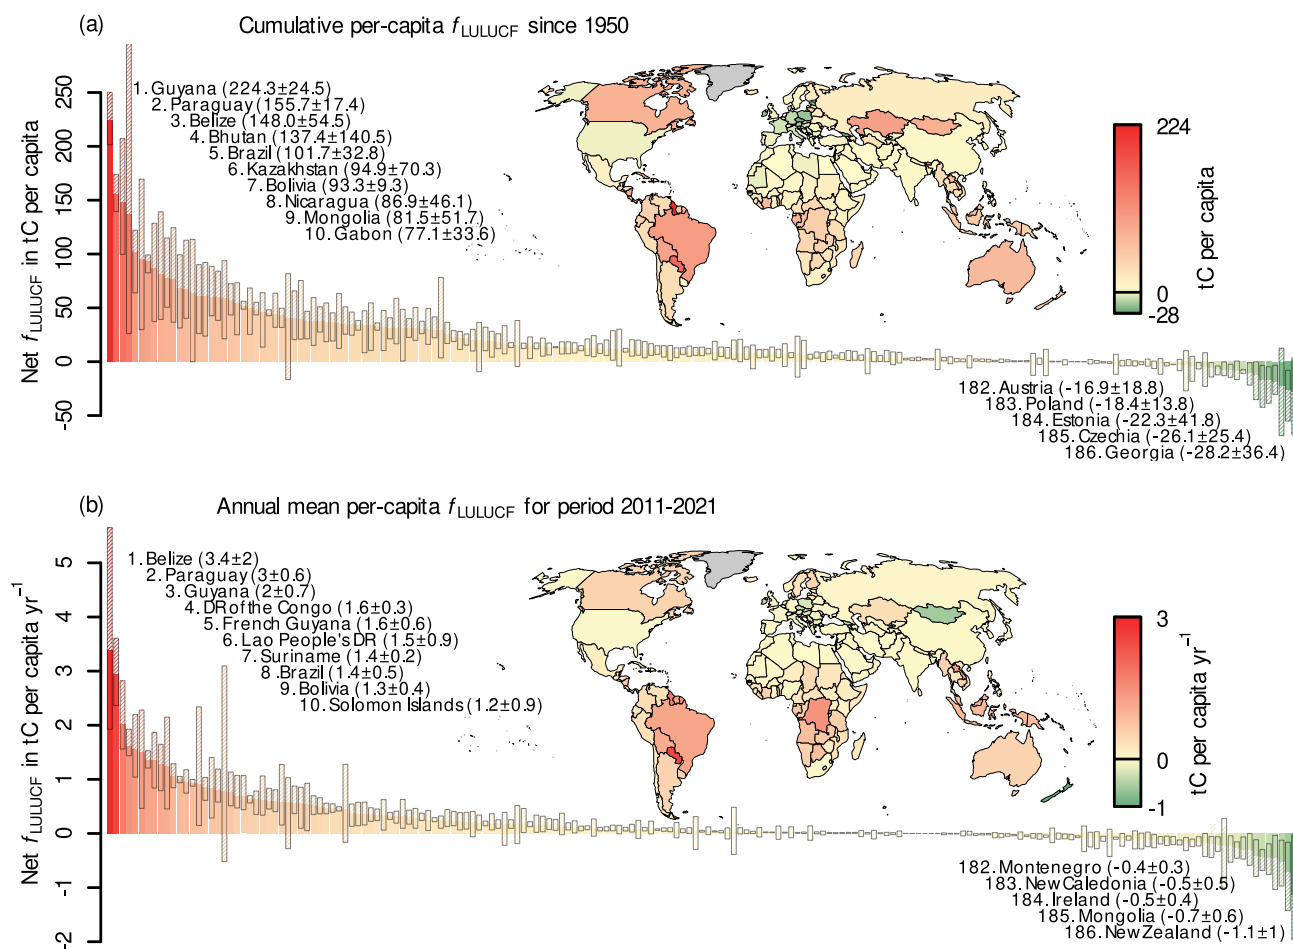 (a) Cumulative per-capita fLULUCF since 1950
Net fLULUCF in tC per capita
250
200
150
100
50
0
-50
1. Guyana (224.3±24.5)
2. Paraguay (155.7±17.4)
3. Belize (148.0±54.5)
4. Bhutan (137.4±140.5)
5. Brazil (101.7±32.8)
6. Kazakhstan (94.9±70.3)
7. Bolivia (93.3±9.3)
8. Nicaragua (86.9±46.1)
9. Mongolia (81.5±51.7)
10. Gabon (77.1±33.6)
224
0
-28
tC per capita
182. Austria (-16.9±18.8)
183. Poland (-18.4±13.8)
184. Estonia (-22.3±41.8)
185. Czechia (-26.1±25.4)
186. Georgia (-28.2±36.4)
(b) Annual mean per-capita fLULUCF for period 2011-2021
Net fLULUCF in tC per capita yr⁻¹
5
4
3
2
1
0
-1
-2
1. Belize (3.4±2)
2. Paraguay (3±0.6)
3. Guyana (2±0.7)
4. DR of the Congo (1.6±0.3)
5. French Guyana (1.6±0.6)
6. Lao People's DR (1.5±0.9)
7. Suriname (1.4±0.2)
8. Brazil (1.4±0.5)
9. Bolivia (1.3±0.4)
10. Solomon Islands (1.2±0.9)
3
0
-1
tC per capita yr⁻¹
182. Montenegro (-0.4±0.3)
183. New Caledonia (-0.5±0.5)
184. Ireland (-0.5±0.4)
185. Mongolia (-0.7±0.6)
186. New Zealand (-1.1±1)